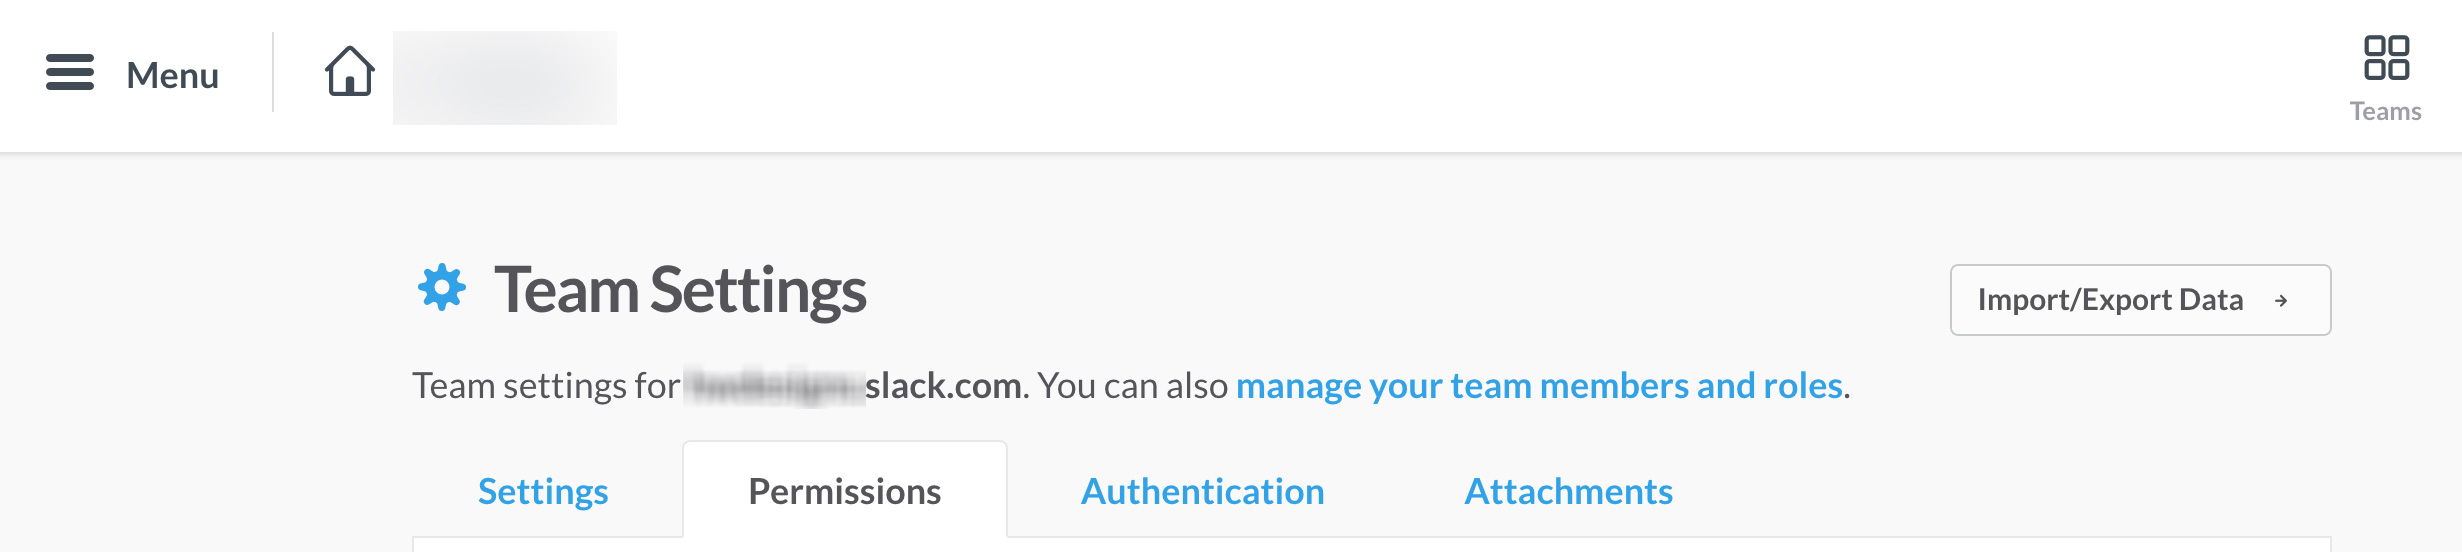 Menu
Teams
Team Settings
Import/Export Data →
Team settings for slack.com. You can also manage your team members and roles.
Settings Permissions Authentication Attachments